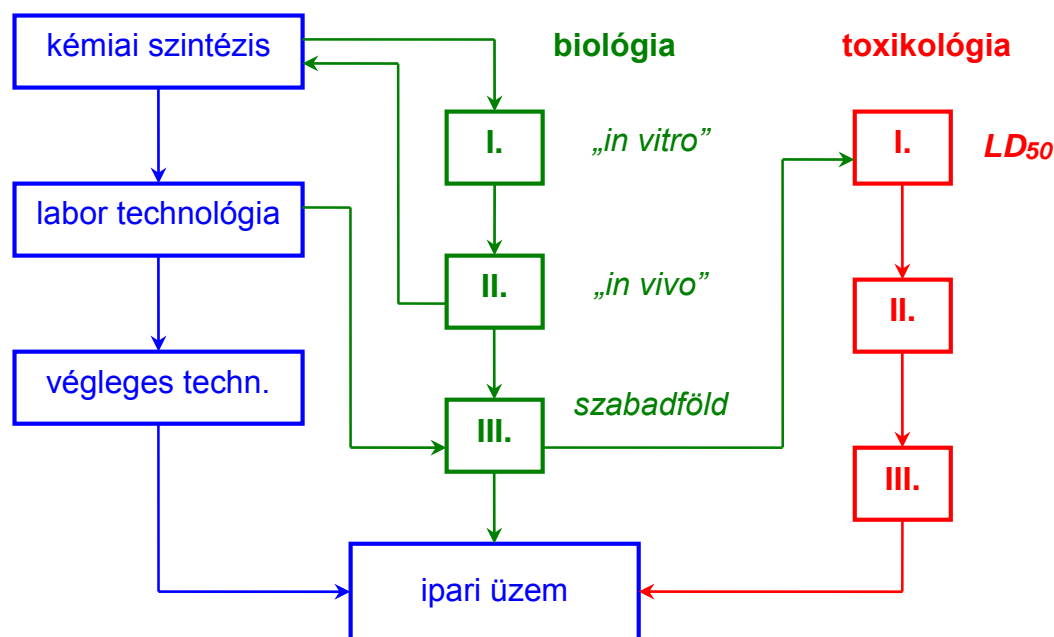 kémiai szintézis
biológia
toxikológia
I.
„in vitro”
I.
LD50
labor technológia
II.
„in vivo”
II.
végleges techn.
szabadföld
III.
III.
ipari üzem